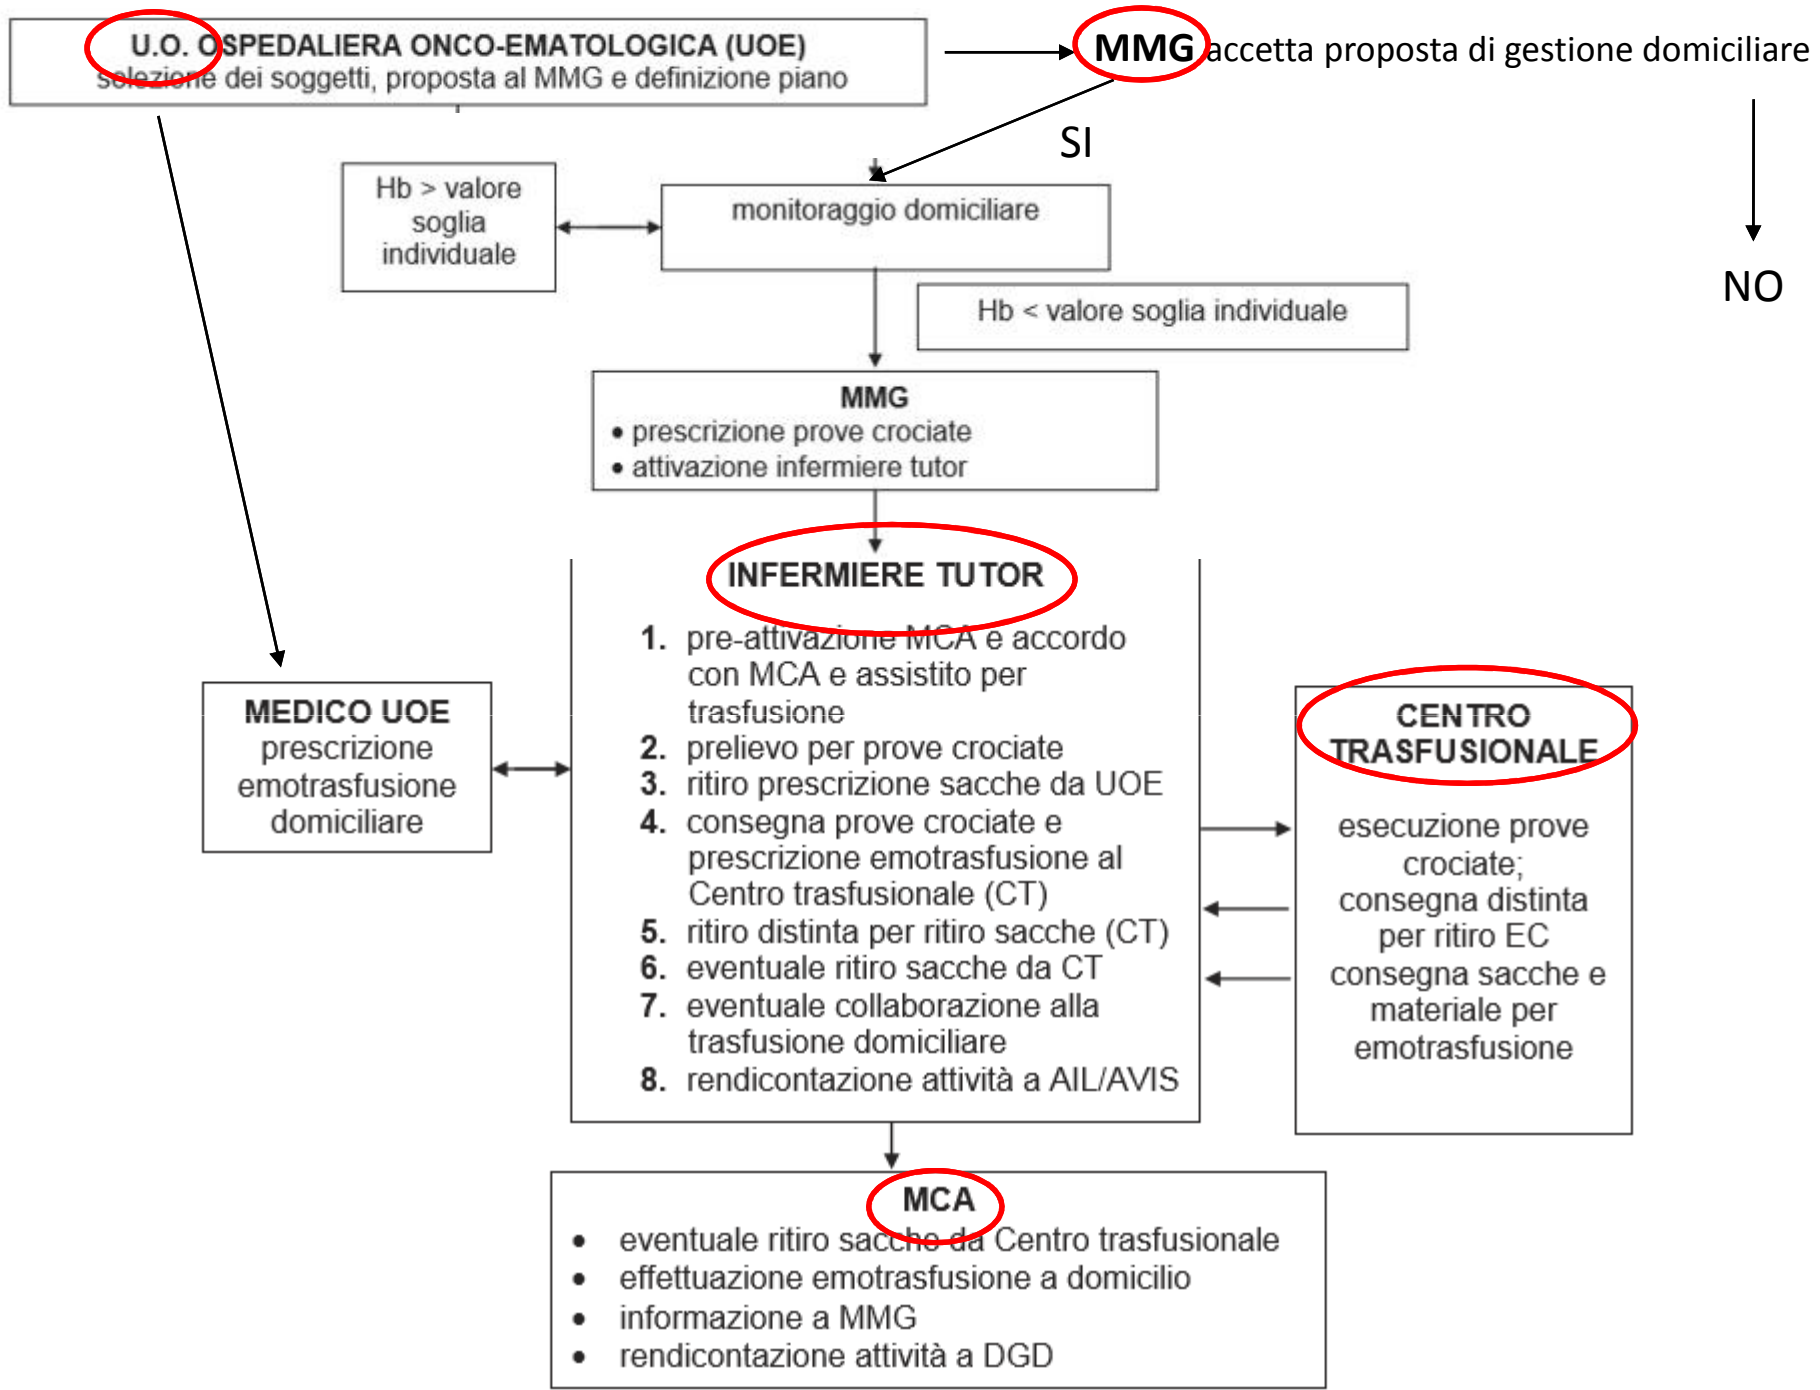 U.O. OSPEDALIERA ONCO-EMATOLOGICA (UOE)
selezione dei soggetti, proposta al MMG e definizione piano
MMG accetta proposta di gestione domiciliare
SI
NO
Hb > valore
soglia
individuale
monitoraggio domiciliare
Hb < valore soglia individuale
MMG
• prescrizione prove crociate
• attivazione infermiere tutor
INFERMIERE TUTOR
1. pre-attivazione MCA e accordo
con MCA e assistito per
trasfusione
2. prelievo per prove crociate
3. ritiro prescrizione sacche da UOE
4. consegna prove crociate e
prescrizione emotrasfusione al
Centro trasfusionale (CT)
5. ritiro distinta per ritiro sacche (CT)
6. eventuale ritiro sacche da CT
7. eventuale collaborazione alla
trasfusione domiciliare
8. rendicontazione attività a AIL/AVIS
MEDICO UOE
prescrizione
emotrasfusione
domiciliare
CENTRO
TRASFUSIONALE
esecuzione prove
crociate;
consegna distinta
per ritiro EC
consegna sacche e
materiale per
emotrasfusione
MCA
• eventuale ritiro sacche da Centro trasfusionale
• effettuazione emotrasfusione a domicilio
• informazione a MMG
• rendicontazione attività a DGD